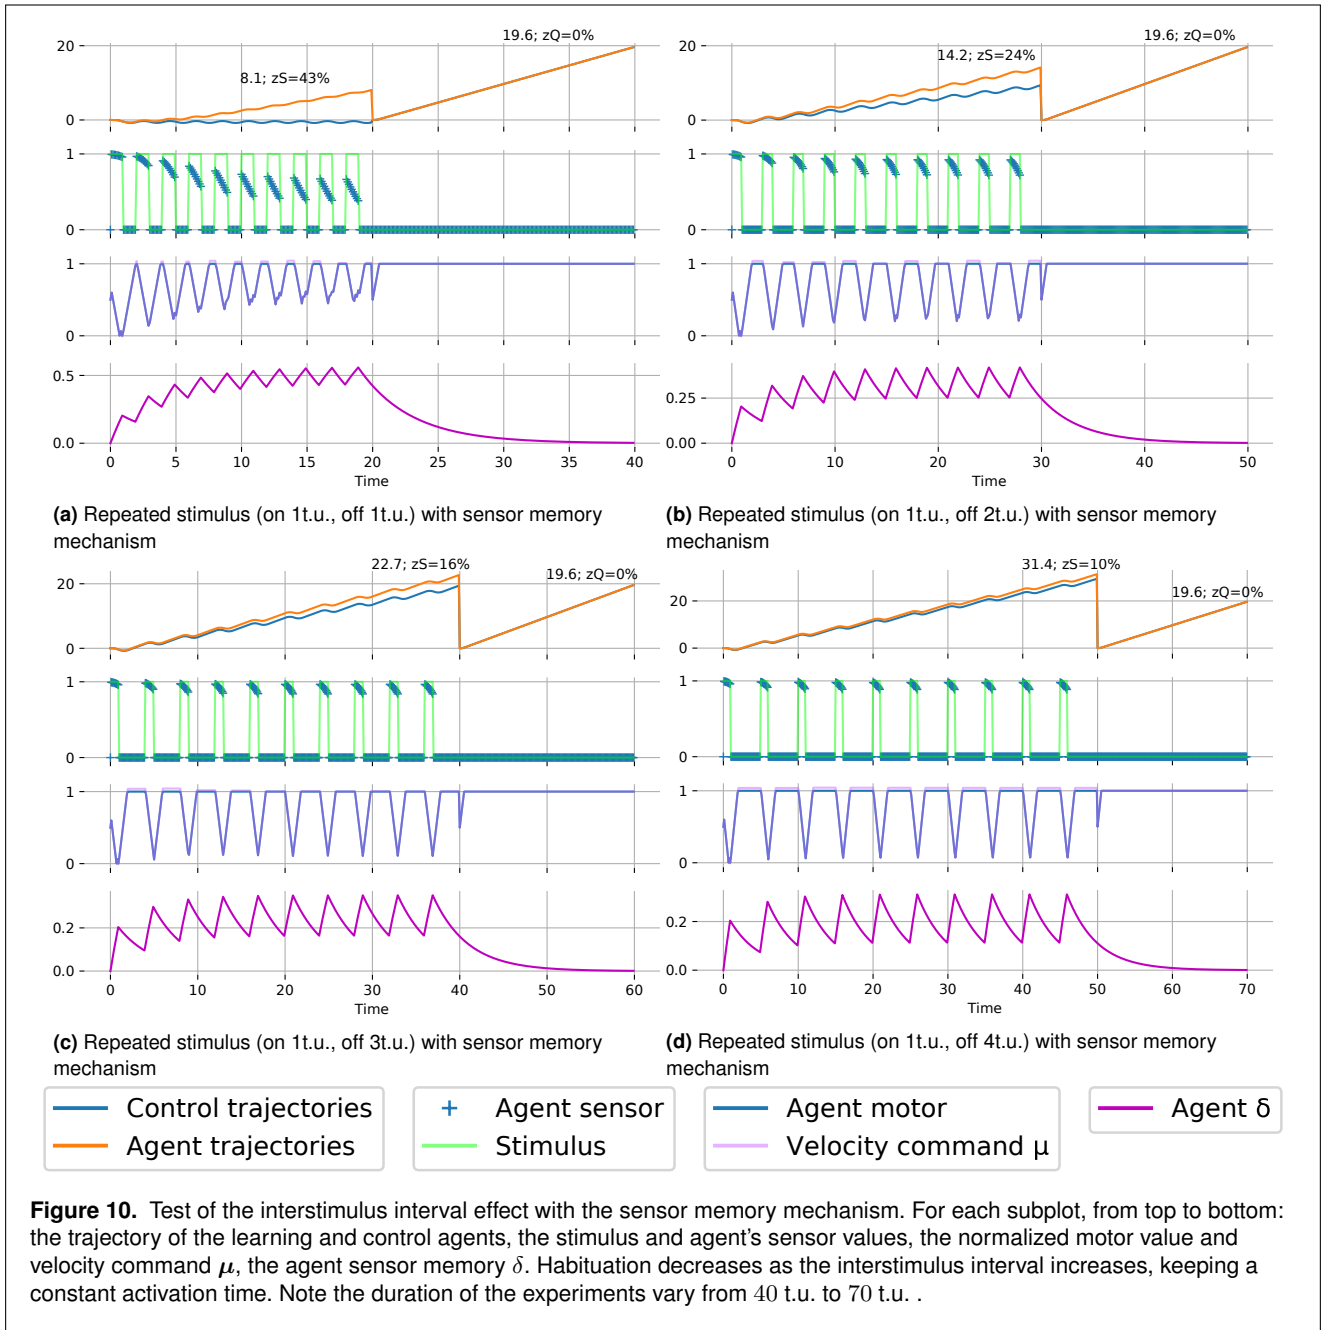 8.1; zS=43%
19.6; zQ=0%
20
0
1
0
1
0
0.5
0.0
0 5 10 15 20 25 30 35 40
Time
(a) Repeated stimulus (on 1t.u., off 1t.u.) with sensor memory
mechanism
14.2; zS=24%
19.6; zQ=0%
20
0
1
0
1
0
0.25
0.00
0 10 20 30 40 50
Time
(b) Repeated stimulus (on 1t.u., off 2t.u.) with sensor memory
mechanism
22.7; zS=16%
19.6; zQ=0%
20
0
1
0
1
0
0.2
0.0
0 10 20 30 40 50 60
Time
(c) Repeated stimulus (on 1t.u., off 3t.u.) with sensor memory
mechanism
31.4; zS=10%
19.6; zQ=0%
20
0
1
0
1
0
0.2
0.0
0 10 20 30 40 50 60 70
Time
(d) Repeated stimulus (on 1t.u., off 4t.u.) with sensor memory
mechanism
Control trajectories
Agent trajectories
Agent sensor
Stimulus
Agent motor
Velocity command μ
Agent δ
Figure 10. Test of the interstimulus interval effect with the sensor memory mechanism. For each subplot, from top to bottom:
the trajectory of the learning and control agents, the stimulus and agent's sensor values, the normalized motor value and
velocity command μ, the agent sensor memory δ. Habituation decreases as the interstimulus interval increases, keeping a
constant activation time. Note the duration of the experiments vary from 40 t.u. to 70 t.u. .